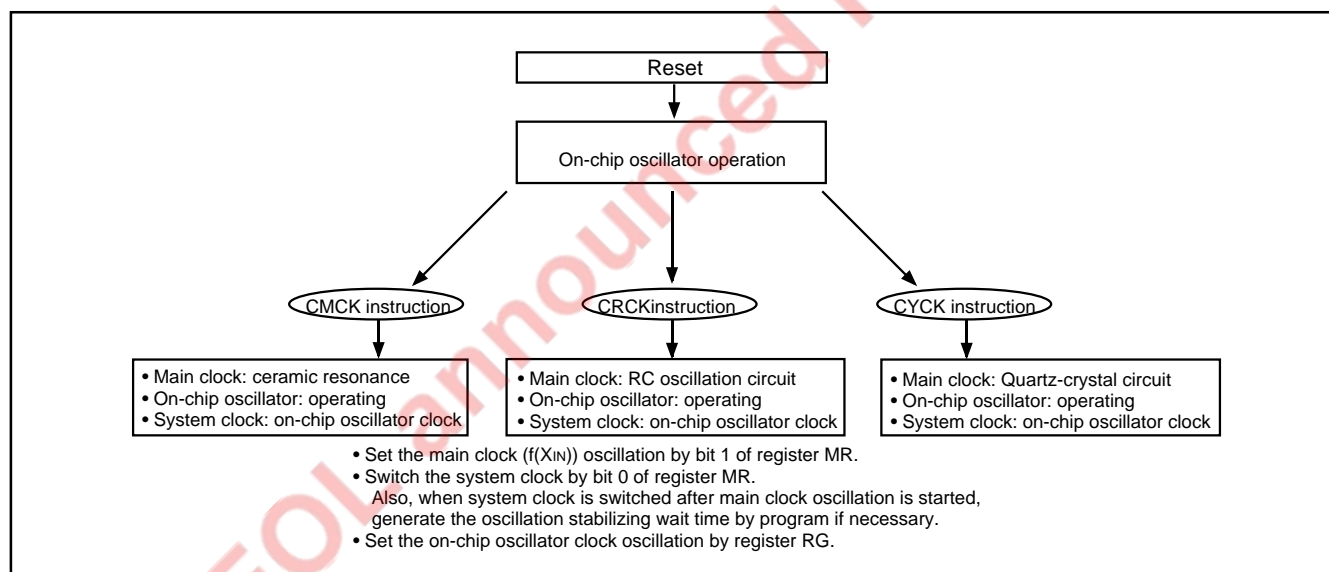 Reset
On-chip oscillator operation
CMCK instruction
CRCKinstruction
CYCK instruction
• Main clock: ceramic resonance
• On-chip oscillator: operating
• System clock: on-chip oscillator clock
• Main clock: RC oscillation circuit
• On-chip oscillator: operating
• System clock: on-chip oscillator clock
• Main clock: Quartz-crystal circuit
• On-chip oscillator: operating
• System clock: on-chip oscillator clock
• Set the main clock (f(XIN)) oscillation by bit 1 of register MR.
• Switch the system clock by bit 0 of register MR.
Also, when system clock is switched after main clock oscillation is started,
generate the oscillation stabilizing wait time by program if necessary.
• Set the on-chip oscillator clock oscillation by register RG.
EOL announced